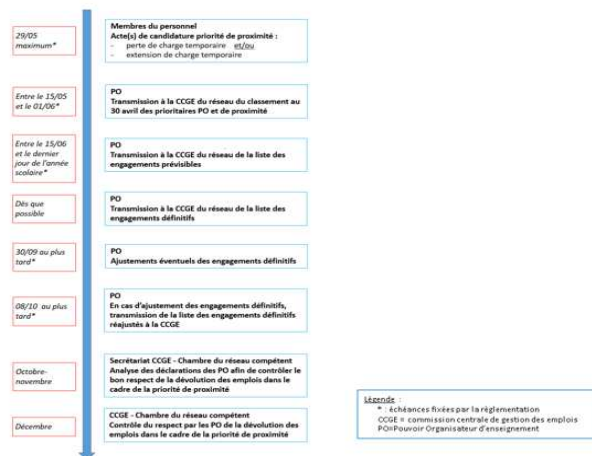 29/05
maximum*
Membres du personnel
Acte(s) de candidature priorité de proximité :
- perte de charge temporaire et/ou
- extension de charge temporaire
Entre le 15/05
et le 01/06*
PO
Transmission à la CCGE du réseau du classement au
30 avril des prioritaires PO et de proximité
Entre le 15/06
et le dernier
jour de l'année
scolaire*
PO
Transmission à la CCGE du réseau de la liste des
engagements prévisibles
Dès que
possible
PO
Transmission à la CCGE du réseau de la liste des
engagements définitifs
30/09 au plus
tard*
PO
Ajustements éventuels des engagements définitifs
08/10 au plus
tard*
PO
En cas d'ajustement des engagements définitifs,
transmission de la liste des engagements définitifs
réajustés à la CCGE
Octobre-
novembre
Secrétariat CCGE - Chambre du réseau compétent
Analyse des déclarations des PO afin de contrôler le
bon respect de la dévolution des emplois dans le
cadre de la priorité de proximité
Décembre
CCGE - Chambre du réseau compétent
Contrôle du respect par les PO de la dévolution des
emplois dans le cadre de la priorité de proximité
Légende :
* : échéances fixées par la règlementation
CCGE = commission centrale de gestion des emplois
PO=Pouvoir Organisateur d'enseignement